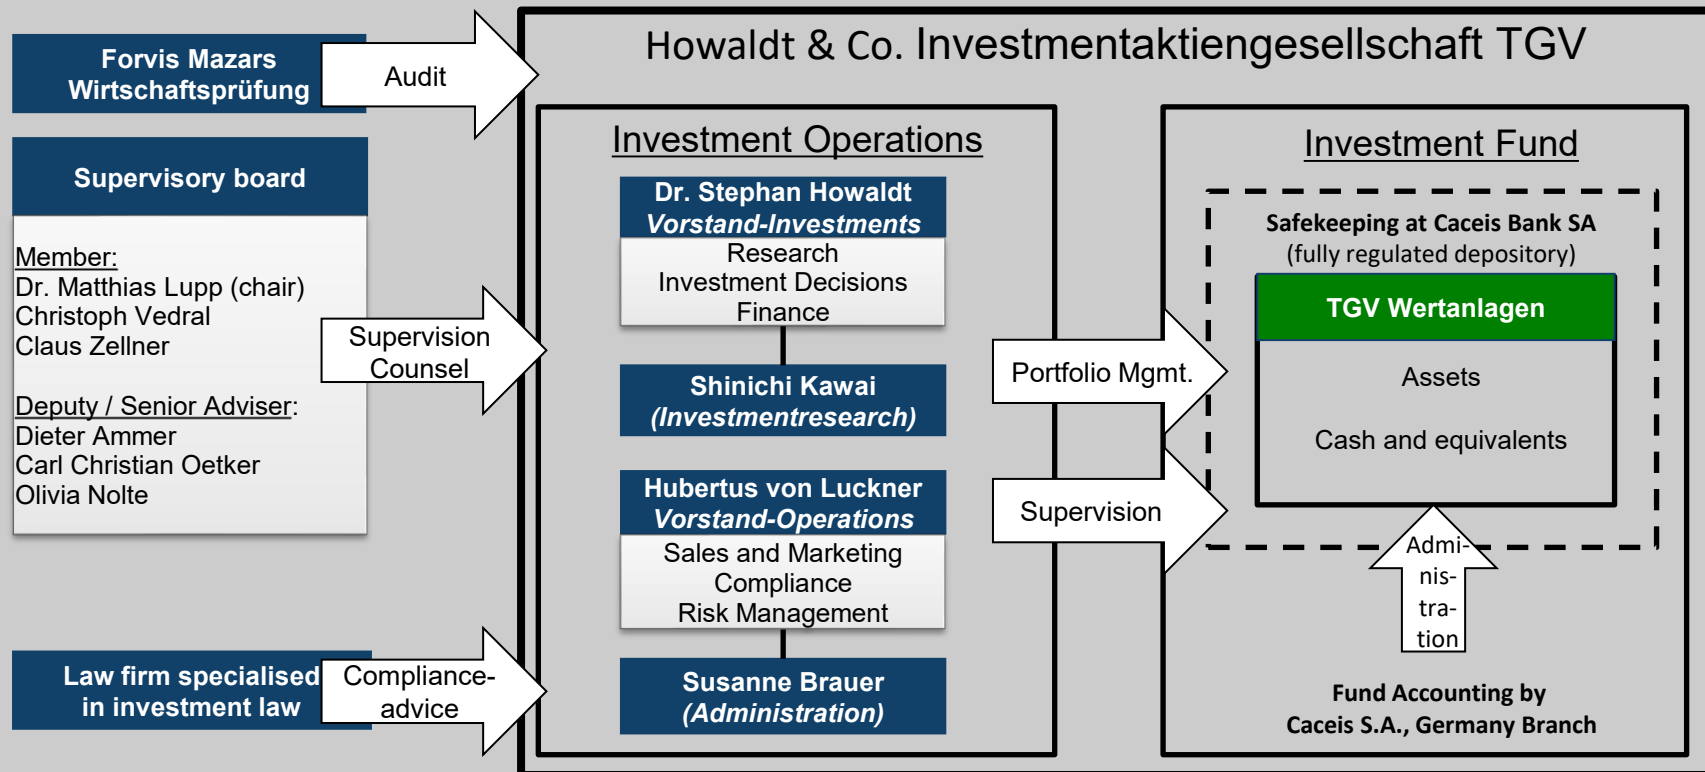 Howaldt & Co. Investmentaktiengesellschaft TGV
Forvis Mazars
Wirtschaftsprüfung
Audit
Supervisory board
Member:
Dr. Matthias Lupp (chair)
Christoph Vedral
Claus Zellner
Deputy / Senior Adviser:
Dieter Ammer
Carl Christian Oetker
Olivia Nolte
Supervision
Counsel
Law firm specialised
in investment law
Compliance-
advice
Investment Operations
Dr. Stephan Howaldt
Vorstand-Investments
Research
Investment Decisions
Finance
Shinichi Kawai
(Investmentresearch)
Hubertus von Luckner
Vorstand-Operations
Sales and Marketing
Compliance
Risk Management
Susanne Brauer
(Administration)
Portfolio Mgmt.
Supervision
Investment Fund
Safekeeping at Caceis Bank SA
(fully regulated depository)
TGV Wertanlagen
Assets
Cash and equivalents
Admi-
nis-
tra-
tion
Fund Accounting by
Caceis S.A., Germany Branch